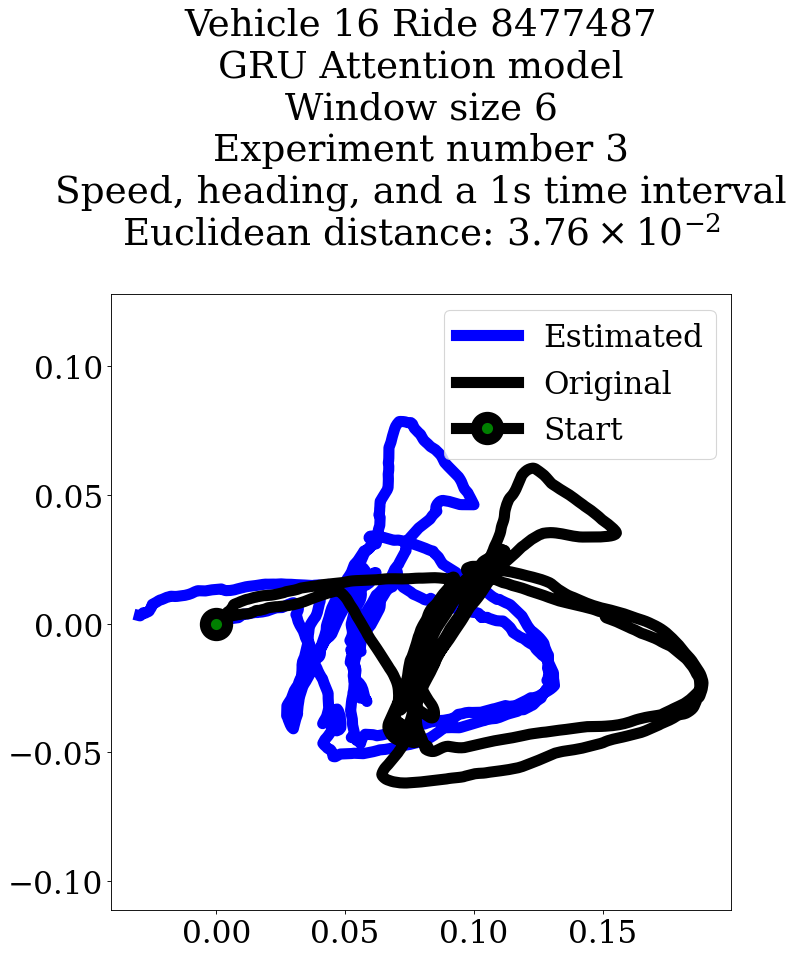 Vehicle 16 Ride 8477487
GRU Attention model
Window size 6
Experiment number 3
Speed, heading, and a 1s time interval
Euclidean distance: 3.76 × 10⁻²
Estimated
Original
Start
0.10
0.05
0.00
−0.05
−0.10
0.00 0.05 0.10 0.15